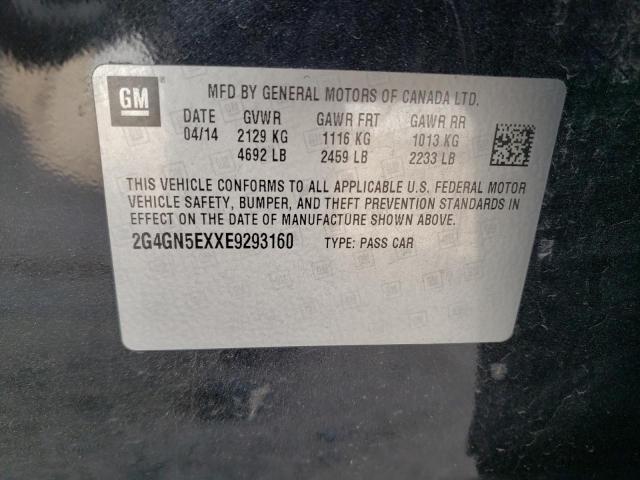 GM
MFD BY GENERAL MOTORS OF CANADA LTD.
DATE GVWR GAWR FRT GAWR RR
04/14 2129 KG 1116 KG 1013 KG
4692 LB 2459 LB 2233 LB
THIS VEHICLE CONFORMS TO ALL APPLICABLE U.S. FEDERAL MOTOR
VEHICLE SAFETY, BUMPER, AND THEFT PREVENTION STANDARDS IN
EFFECT ON THE DATE OF MANUFACTURE SHOWN ABOVE.
2G4GN5EXXE9293160 TYPE: PASS CAR